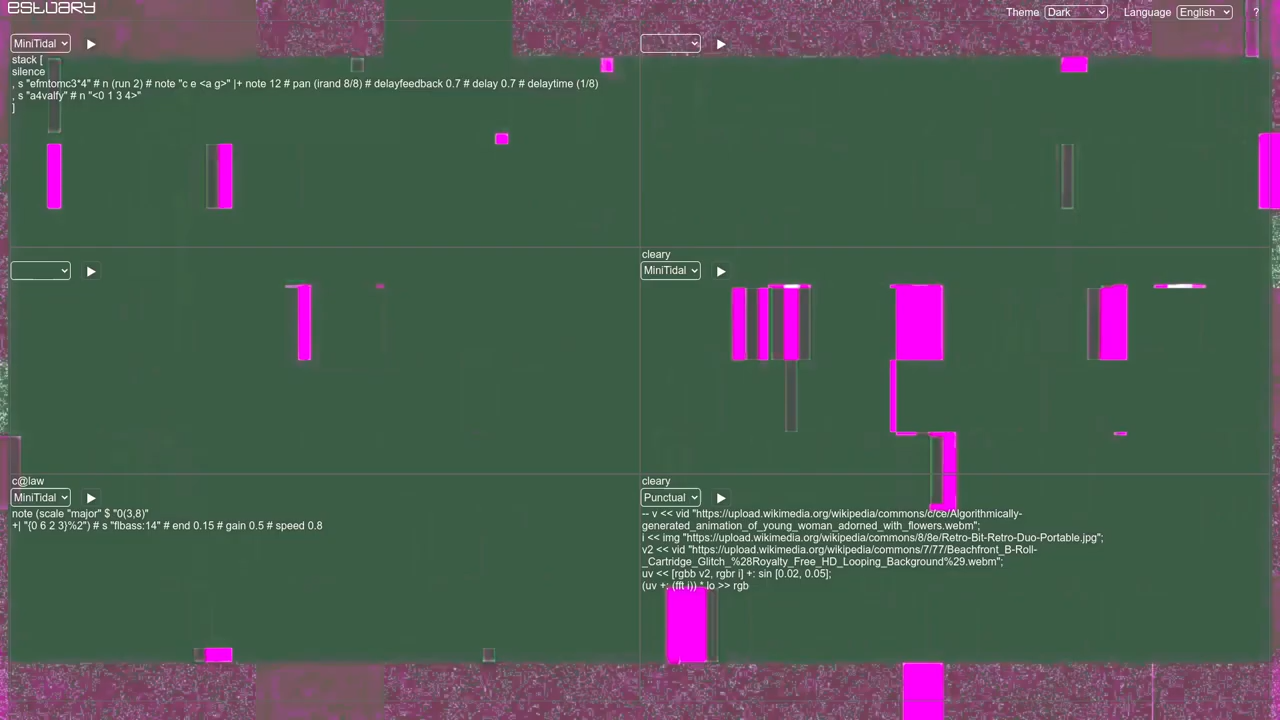 estuary
Theme Dark Language English ?
MiniTidal
stack [
silence
, s "efmtomc3*4" # n (run 2) # note "c e <a g>" |+ note 12 # pan (irand 8/8) # delayfeedback 0.7 # delay 0.7 # delaytime (1/8)
, s "a4valfy" # n "<0 1 3 4>"
]
cleary
MiniTidal
c@law
MiniTidal
note (scale "major" $ "0(3,8)"
+| "{0 6 2 3}%2") # s "flbass:14" # end 0.15 # gain 0.5 # speed 0.8
cleary
Punctual
-- v << vid "https://upload.wikimedia.org/wikipedia/commons/c/ce/Algorithmically-
generated_animation_of_young_woman_adorned_with_flowers.webm";
i << img "https://upload.wikimedia.org/wikipedia/commons/8/8e/Retro-Bit-Retro-Duo-Portable.jpg";
v2 << vid "https://upload.wikimedia.org/wikipedia/commons/7/77/Beachfront_B-Roll-
_Cartridge_Glitch_%28Royalty_Free_HD_Looping_Background%29.webm";
uv << [rgbb v2, rgbr i] +: sin [0.02, 0.05];
(uv +: (fft i)) * lo >> rgb